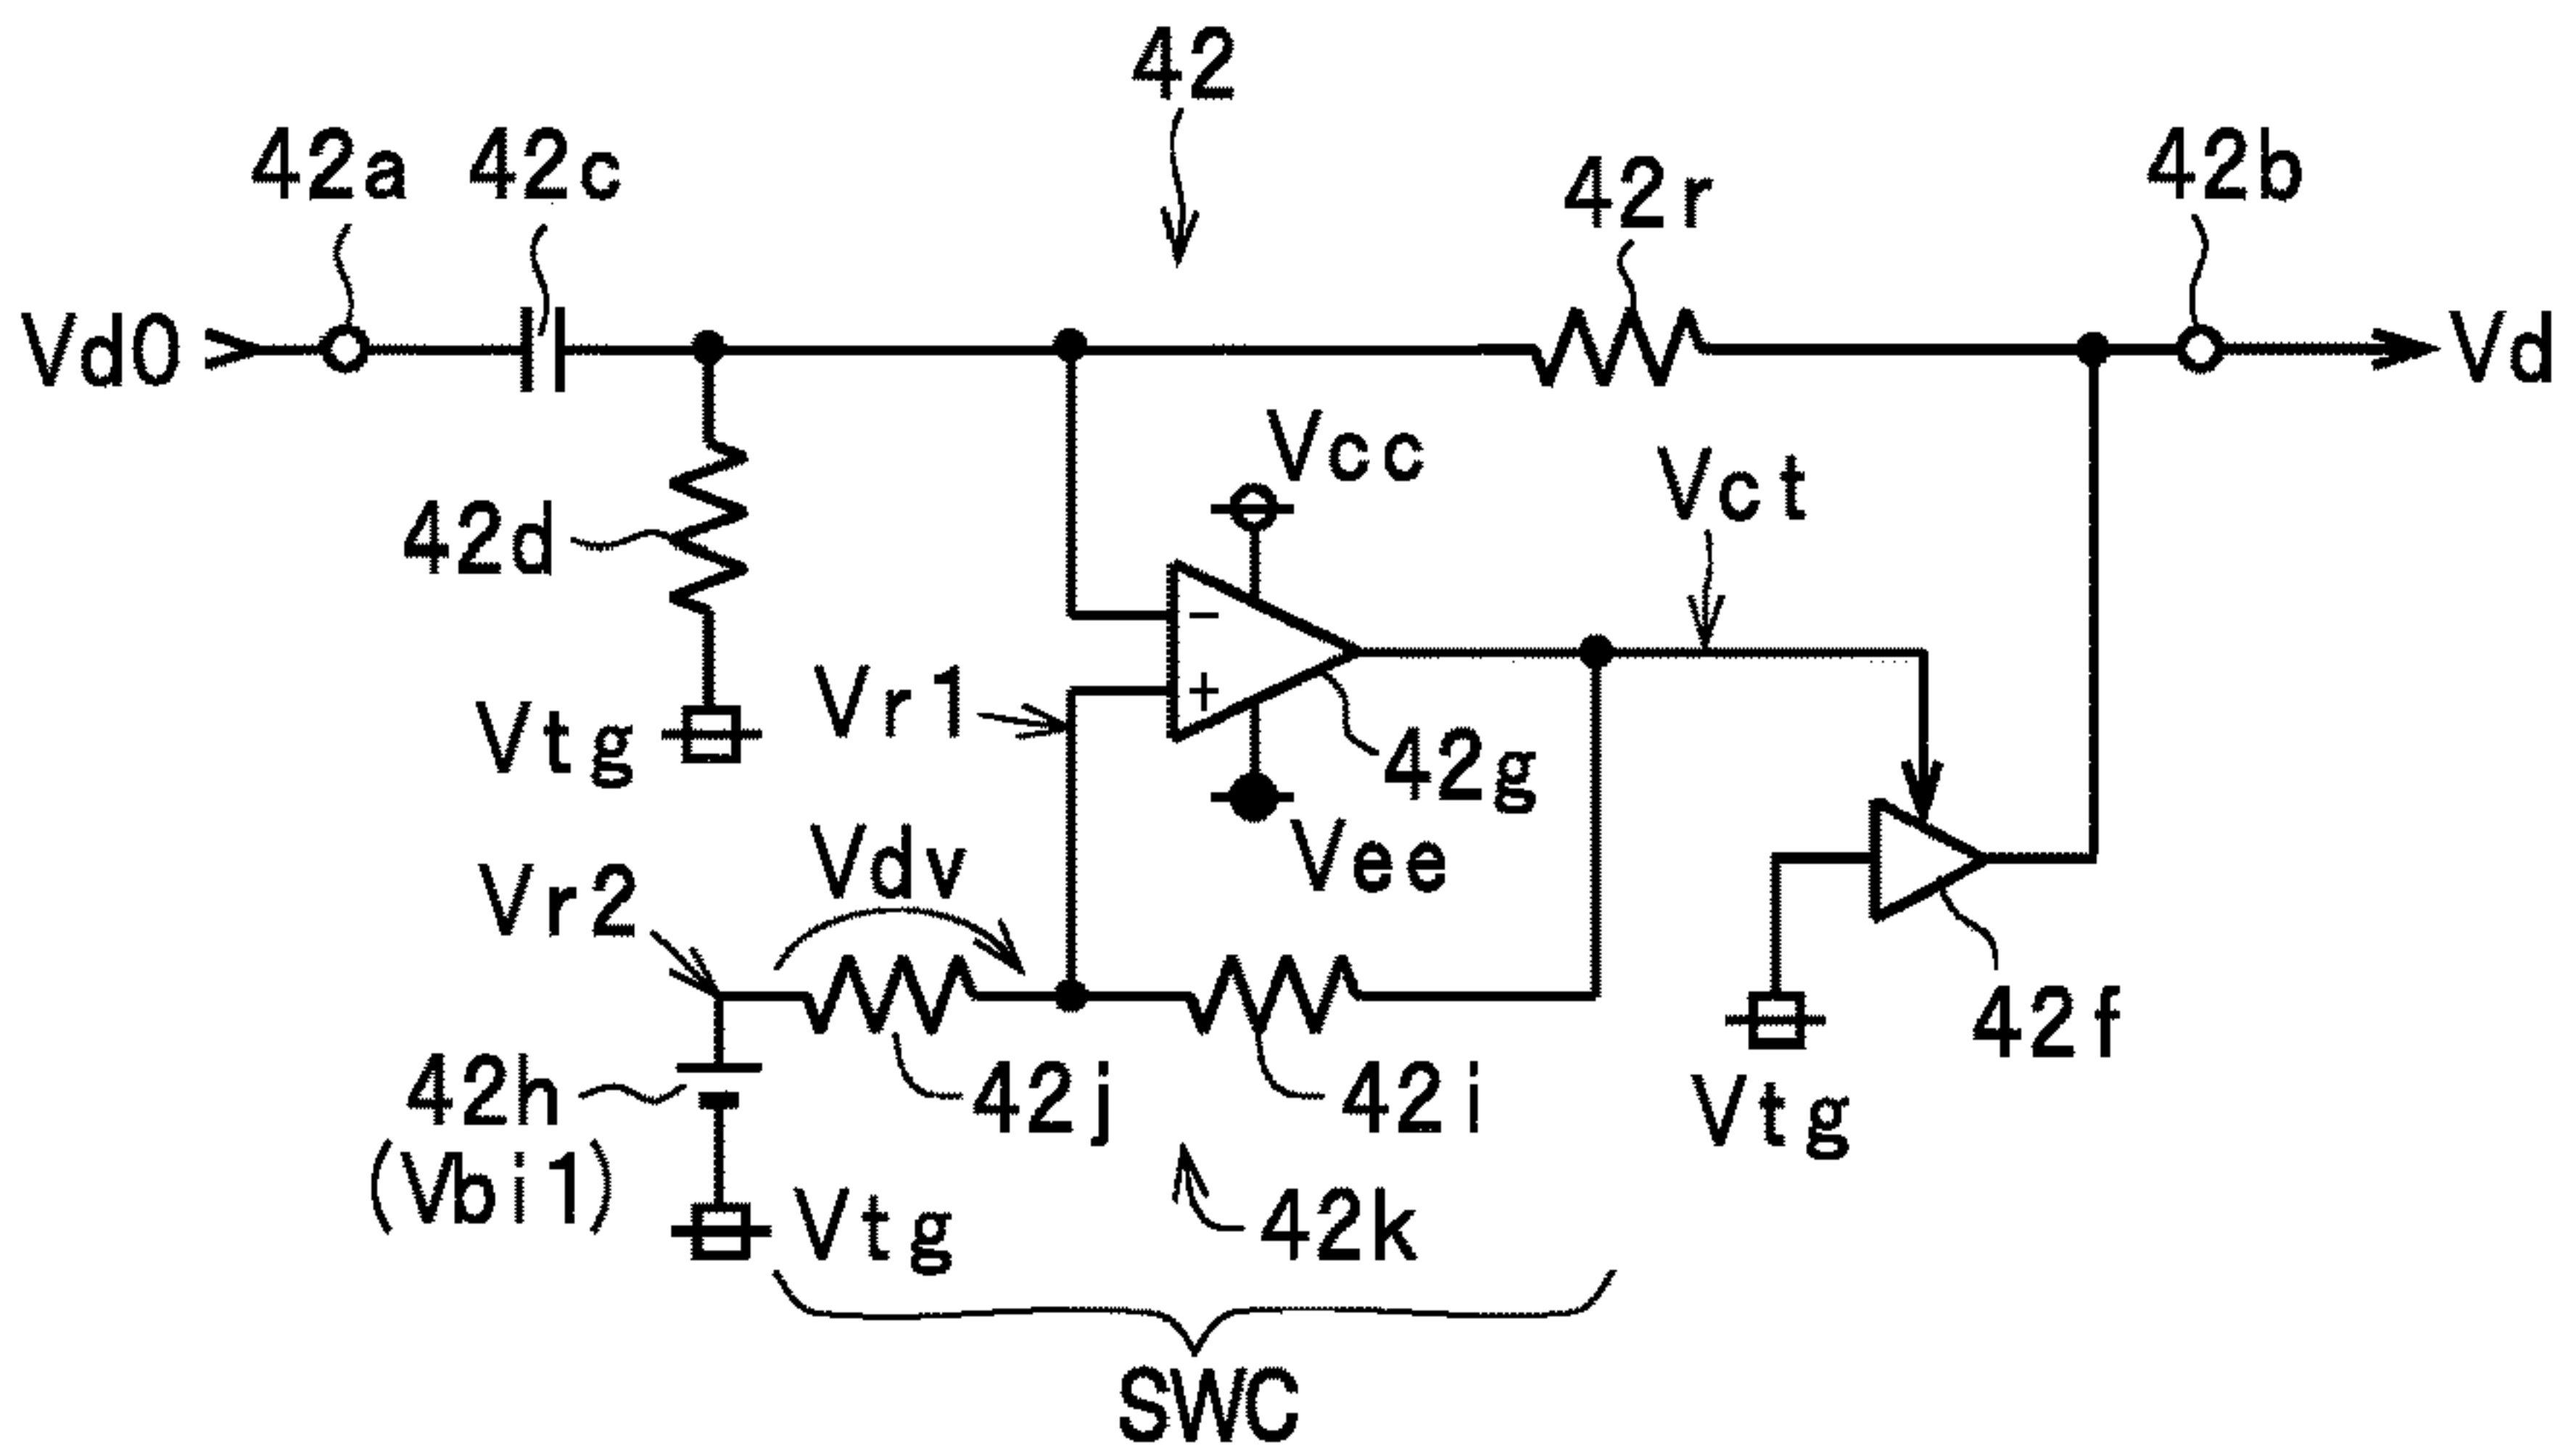 42
42a 42c
42r
42b
Vd0
Vd
Vcc
Vct
42d
−
+
Vr1
Vtg
42g
Vee
Vdv
Vr2
42f
42h
(Vbi1)
42j
42i
Vtg
Vtg
42k
SWC